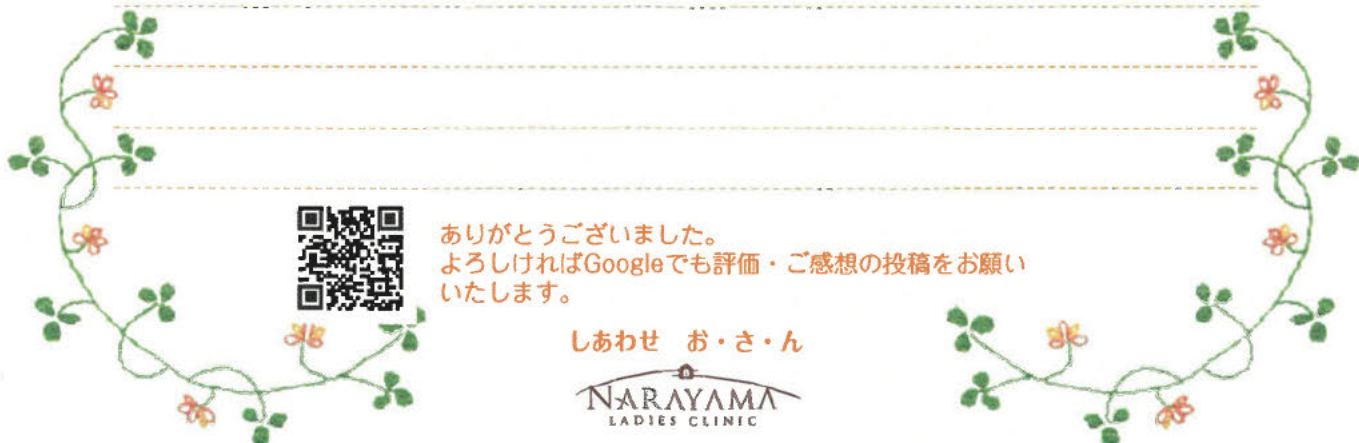 ありがとうございました。
よろしければGoogleでも評価・ご感想の投稿をお願い
いたします。
しあわせ　お・さ・ん
NARAYAMA
LADIES CLINIC